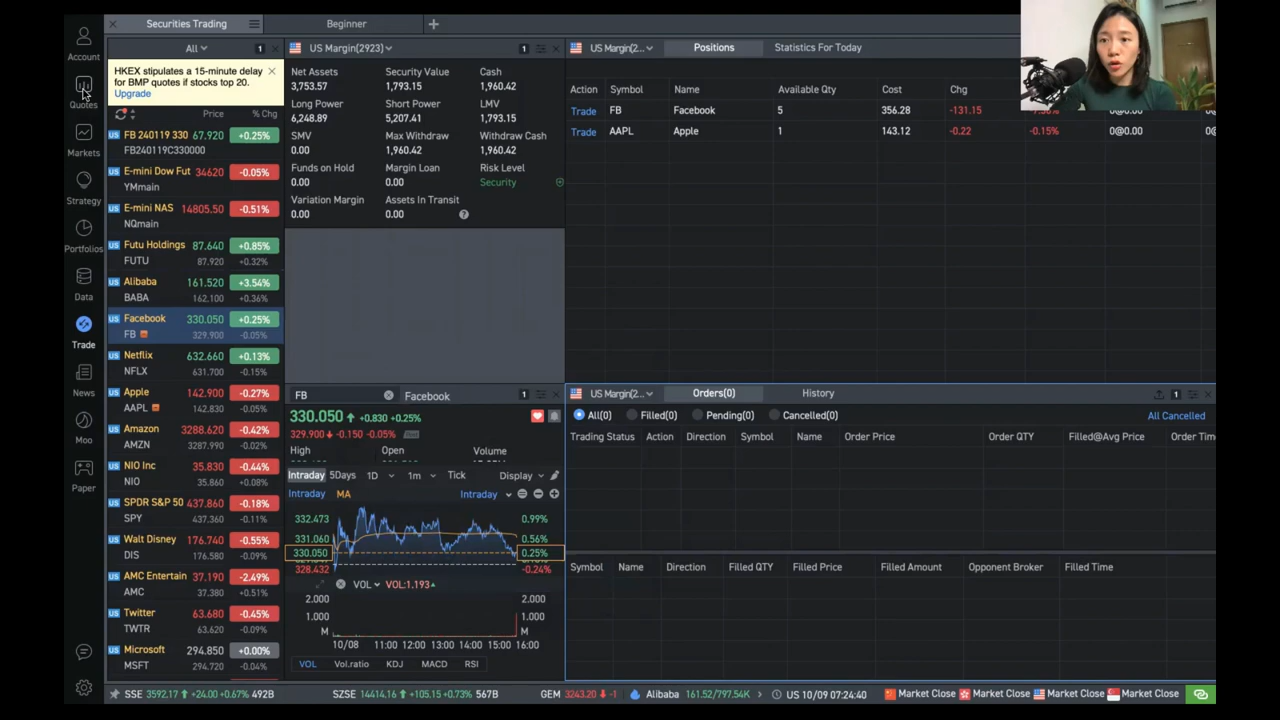 Securities Trading
Beginner
Account
Quotes
Markets
Strategy
Portfolios
Data
Trade
News
Moo
Paper
All
1
HKEX stipulates a 15-minute delay
for BMP quotes if stocks top 20.
Upgrade
Price % Chg
US FB 240119 330 67.920 +0.25%
FB240119C330000
US E-mini Dow Fut 34620 -0.05%
YMmain
US E-mini NAS 14805.50 -0.51%
NQmain
US Futu Holdings 87.640 +0.85%
FUTU 87.920 +0.32%
US Alibaba 161.520 +3.54%
BABA 162.100 +0.36%
US Facebook 330.050 +0.25%
FB 329.900 -0.05%
US Netflix 632.660 +0.13%
NFLX 631.700 -0.15%
US Apple 142.900 -0.27%
AAPL 142.830 -0.05%
US Amazon 3288.620 -0.42%
AMZN 3287.990 -0.02%
US NIO Inc 35.830 -0.44%
NIO 35.860 +0.08%
US SPDR S&P 50 437.860 -0.18%
SPY 437.360 -0.11%
US Walt Disney 176.740 -0.55%
DIS 176.580 -0.09%
US AMC Entertain 37.190 -2.49%
AMC 37.380 +0.51%
US Twitter 63.680 -0.45%
TWTR 63.620 -0.09%
US Microsoft 294.850 +0.00%
MSFT 294.720 -0.04%
US Margin(2923) 1
Net Assets Security Value Cash
3,753.57 1,793.15 1,960.42
Long Power Short Power LMV
6,248.89 5,207.41 1,793.15
SMV Max Withdraw Withdraw Cash
0.00 1,960.42 1,960.42
Funds on Hold Margin Loan Risk Level
0.00 0.00 Security
Variation Margin Assets In Transit
0.00 0.00 ?
US Margin(2... Positions Statistics For Today
Action Symbol Name Available Qty Cost Chg
Trade FB Facebook 5 356.28 -131.15 0@0.00
Trade AAPL Apple 1 143.12 -0.22 -0.15% 0@0.00
FB Facebook 1
330.050 +0.830 +0.25%
329.900 -0.150 -0.05%
High Open Volume
Intraday 5Days 1D 1m Tick Display
Intraday MA Intraday
332.473 0.99%
331.060 0.56%
330.050 0.25%
328.432 -0.24%
VOL VOL:1.193
2.000 2.000
1.000 1.000
M M
10/08 11:00 12:00 13:00 14:00 15:00 16:00
VOL Vol.ratio KDJ MACD RSI
US Margin(2... Orders(0) History 1
All(0) Filled(0) Pending(0) Cancelled(0) All Cancelled
Trading Status Action Direction Symbol Name Order Price Order QTY Filled@Avg Price Order Tim
Symbol Name Direction Filled QTY Filled Price Filled Amount Opponent Broker Filled Time
SSE 3592.17 +24.00 +0.67% 492B SZSE 14414.16 +105.15 +0.73% 567B GEM 3243.20 -1 Alibaba 161.52/797.54K US 10/09 07:24:40 Market Close Market Close Market Close Market Close